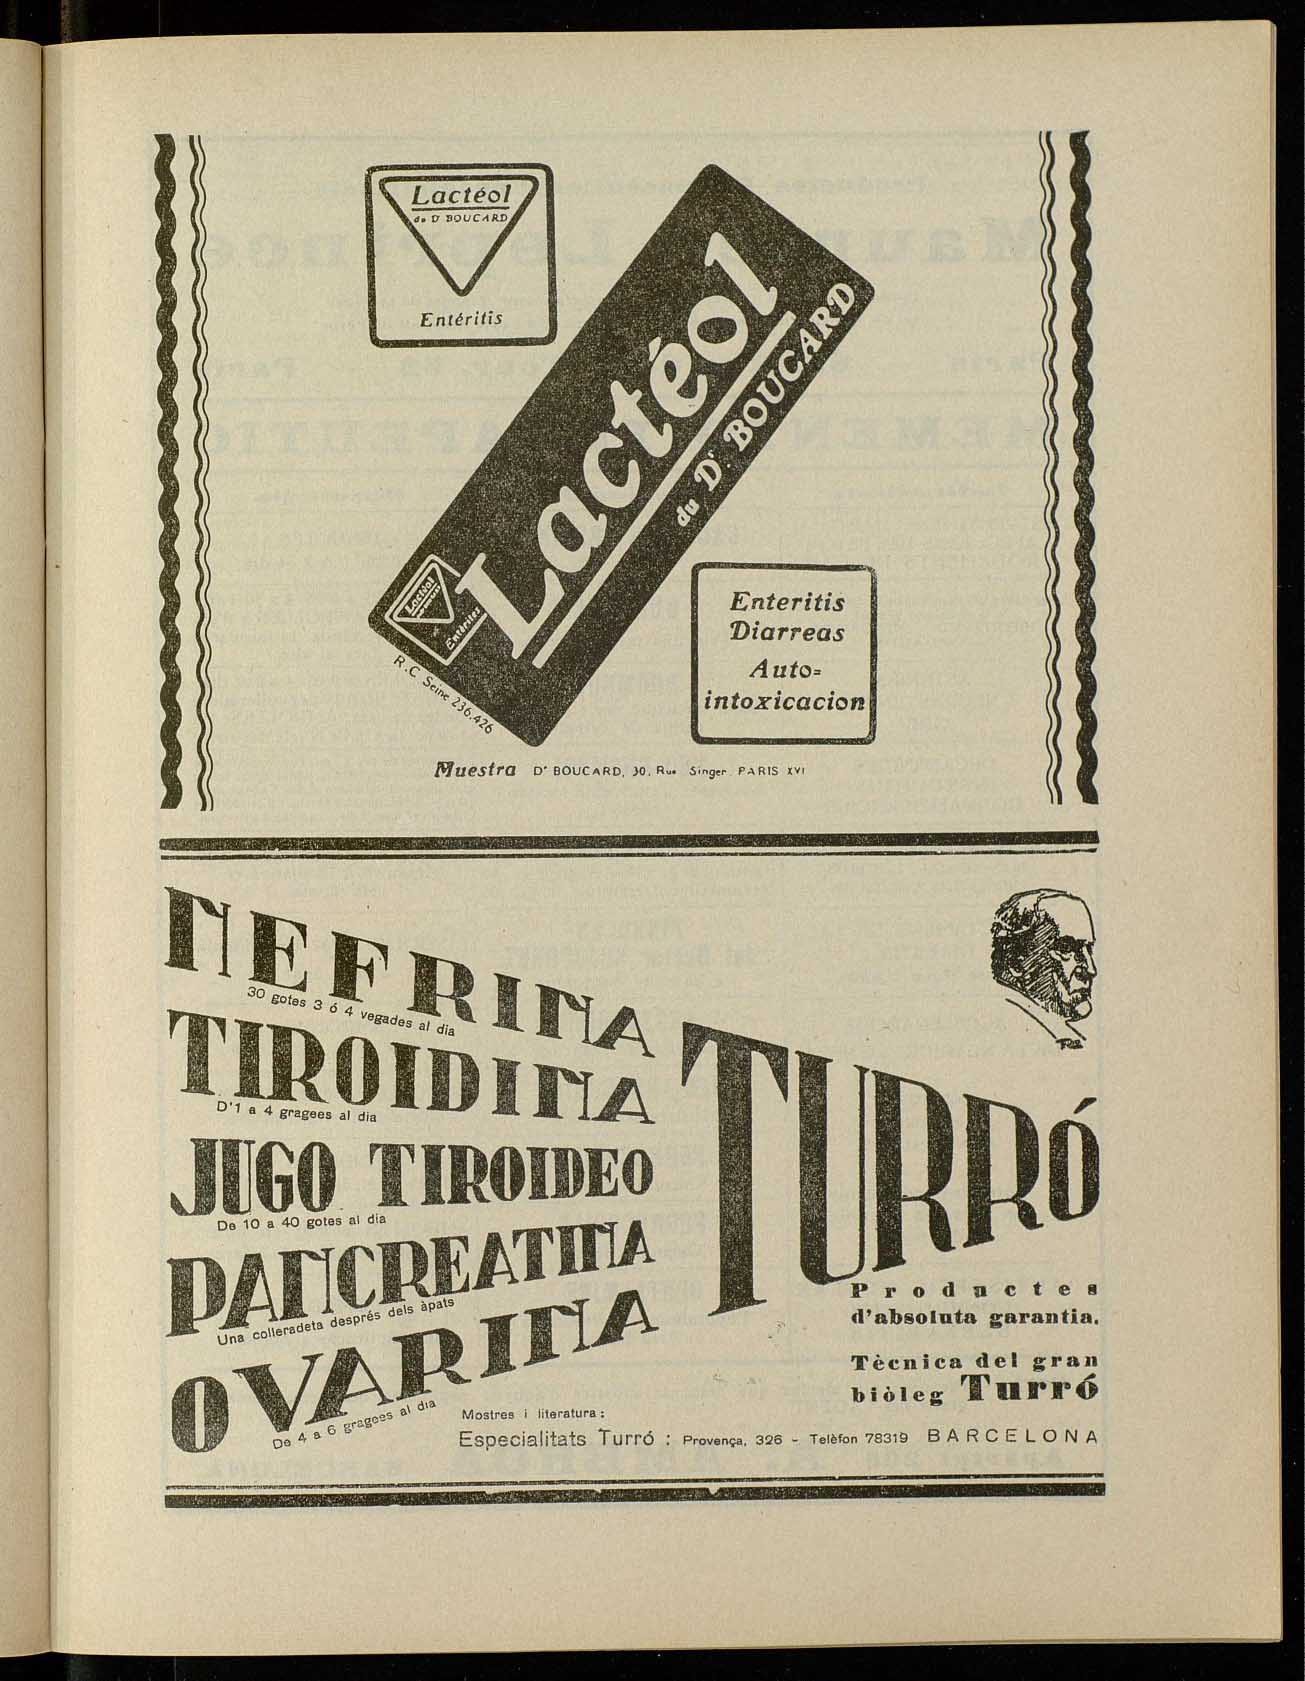 Lactéol
du Dr BOUCARD
Entéritis
Lactéol
du Dr. BOUCARD
Lactéol
Entérites
R.C Seine 236.426
Enteritis
Diarreas
Auto=
intoxicacion
Muestra Dr BOUCARD, 30, Rue Singer PARIS XVI
NEFRINA
30 gotes 3 ó 4 vegades al dia
TIROIDINA
D'1 a 4 gragees al dia
JUGO TIROIDEO
De 10 a 40 gotes al dia
PANCREATINA
Una colleradeta després dels àpats
OVARINA
De 4 a 6 gragees al dia
TURRÓ
Productes
d'absoluta garantia.
Tècnica del gran
biòleg Turró
Mostres i literatura:
Especialitats Turró : Provença, 326 - Telèfon 78319 BARCELONA